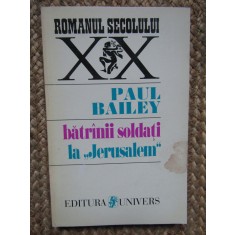 ROMANUL SECOLULUI
XX
PAUL
BAILEY
bătrînii soldați
la „Jerusalem“
EDITURA UNIVERS